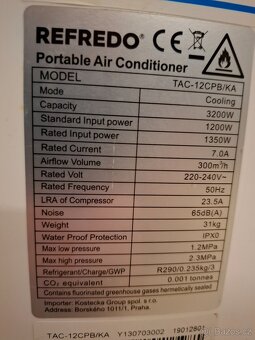 REFREDO® CE
Portable Air Conditioner
MODEL TAC-12CPB/KA
Mode Cooling
Capacity 3200W
Standard Input power 1200W
Rated Input power 1350W
Rated Current 7.0A
Airflow Volume 300m³/h
Rated Volt 220-240V~
Rated Frequency 50Hz
LRA of Compressor 23.5A
Noise 65dB(A)
Weight 31kg
Water Proof Protection IPX0
Max low pressure 1.2MPa
Max high pressure 2.3MPa
Refrigerant/Charge/GWP R290/0.235kg/3
CO₂ equivalent 0.001 tonnes
Contains fluorinated greenhouse gases hermetically sealed
Importer: Kostecka Group spol. s r.o.
Address: Borského 1011/1, Praha.
TAC-12CPB/KA Y130703002